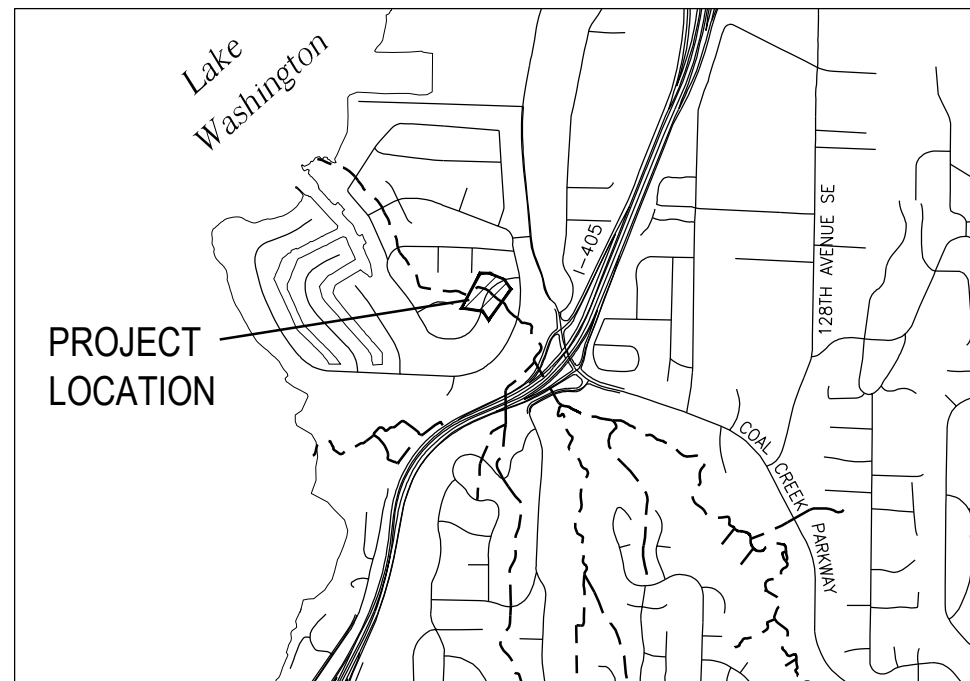 Lake
Washington
I-405
128TH AVENUE SE
PROJECT
LOCATION
COAL CREEK PARKWAY